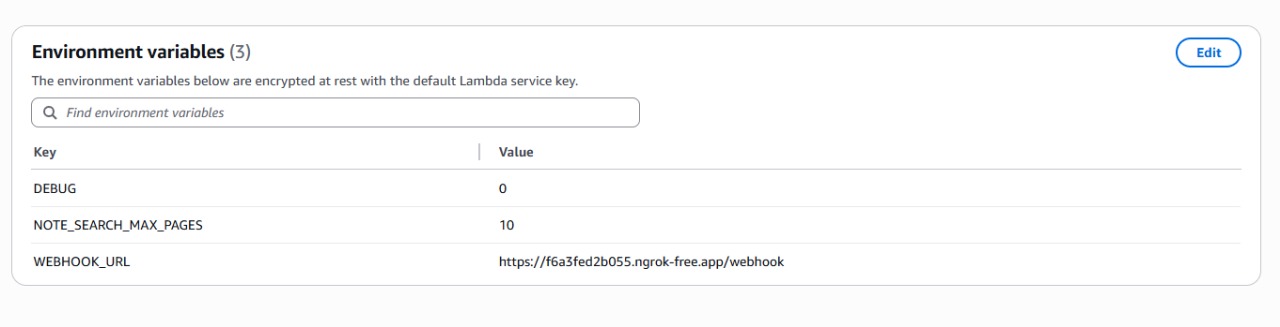 Environment variables (3)
Edit
The environment variables below are encrypted at rest with the default Lambda service key.
Find environment variables
Key Value
DEBUG 0
NOTE_SEARCH_MAX_PAGES 10
WEBHOOK_URL https://f6a3fed2b055.ngrok-free.app/webhook